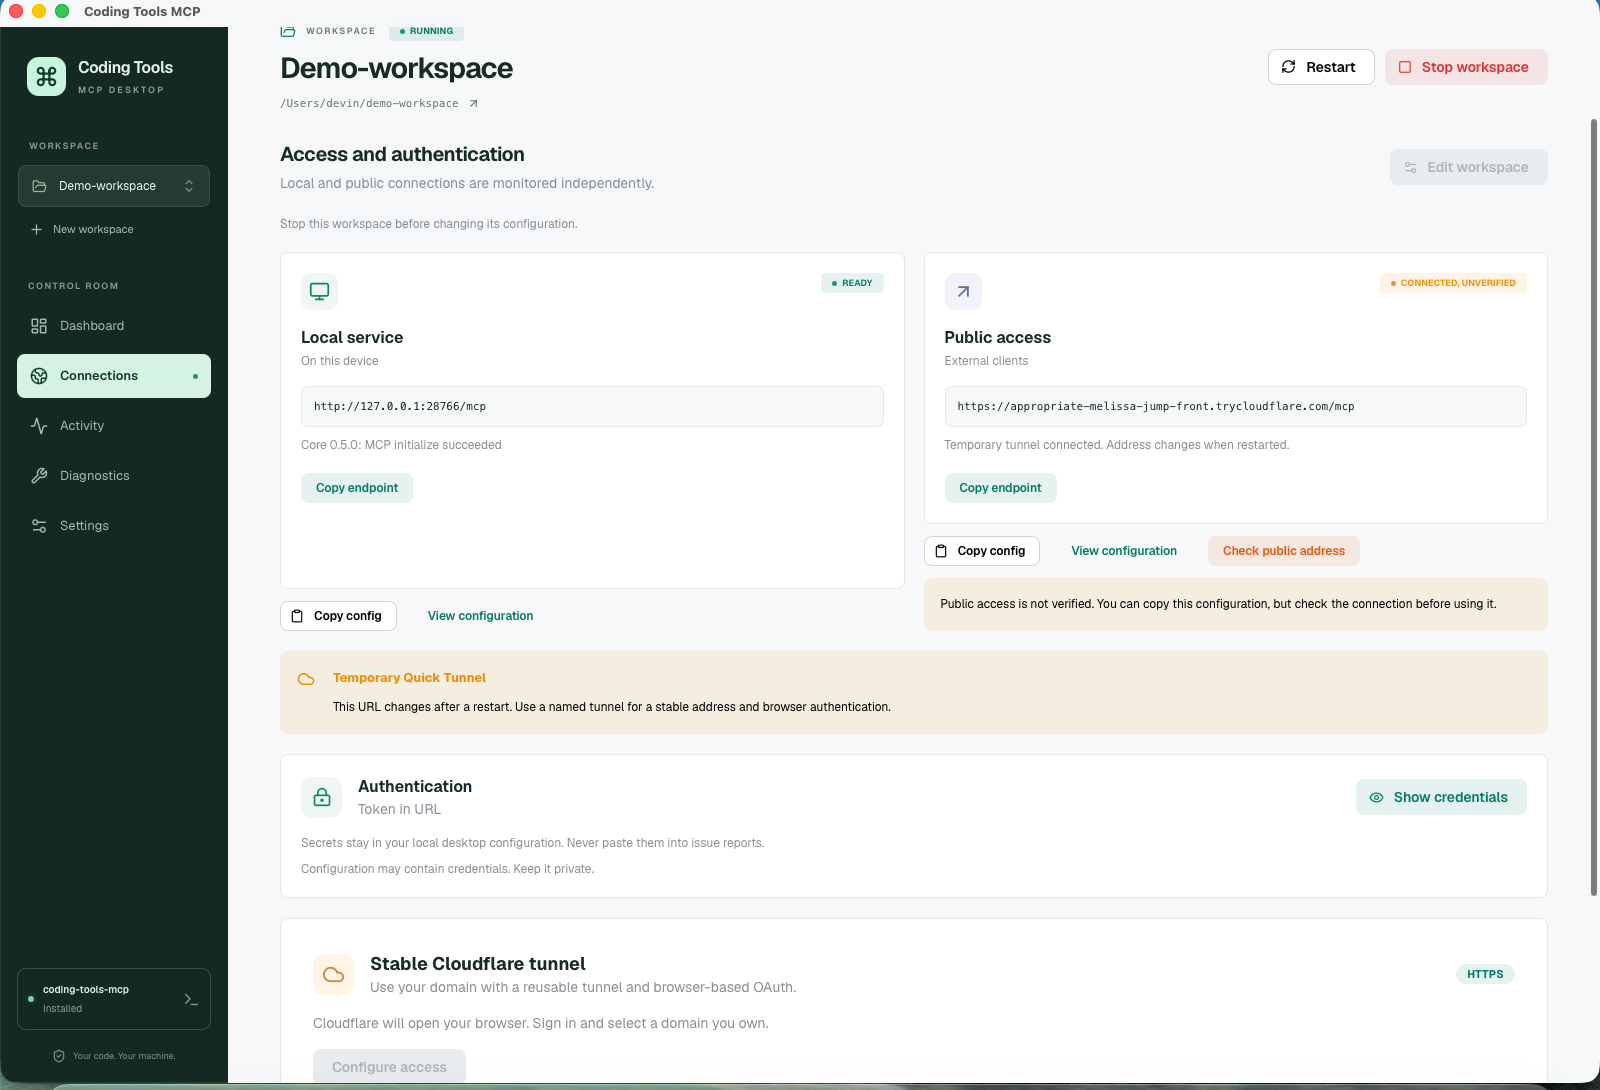 Coding Tools MCP
Coding Tools
MCP DESKTOP
WORKSPACE
Demo-workspace
New workspace
CONTROL ROOM
Dashboard
Connections
Activity
Diagnostics
Settings
coding-tools-mcp
Installed
Your code. Your machine.
WORKSPACE
RUNNING
Demo-workspace
/Users/devin/demo-workspace
Restart
Stop workspace
Access and authentication
Local and public connections are monitored independently.
Edit workspace
Stop this workspace before changing its configuration.
READY
Local service
On this device
http://127.0.0.1:28766/mcp
Core 0.5.0: MCP initialize succeeded
Copy endpoint
Copy config
View configuration
CONNECTED, UNVERIFIED
Public access
External clients
https://appropriate-melissa-jump-front.trycloudflare.com/mcp
Temporary tunnel connected. Address changes when restarted.
Copy endpoint
Copy config
View configuration
Check public address
Public access is not verified. You can copy this configuration, but check the connection before using it.
Temporary Quick Tunnel
This URL changes after a restart. Use a named tunnel for a stable address and browser authentication.
Authentication
Token in URL
Show credentials
Secrets stay in your local desktop configuration. Never paste them into issue reports.
Configuration may contain credentials. Keep it private.
Stable Cloudflare tunnel
Use your domain with a reusable tunnel and browser-based OAuth.
HTTPS
Cloudflare will open your browser. Sign in and select a domain you own.
Configure access